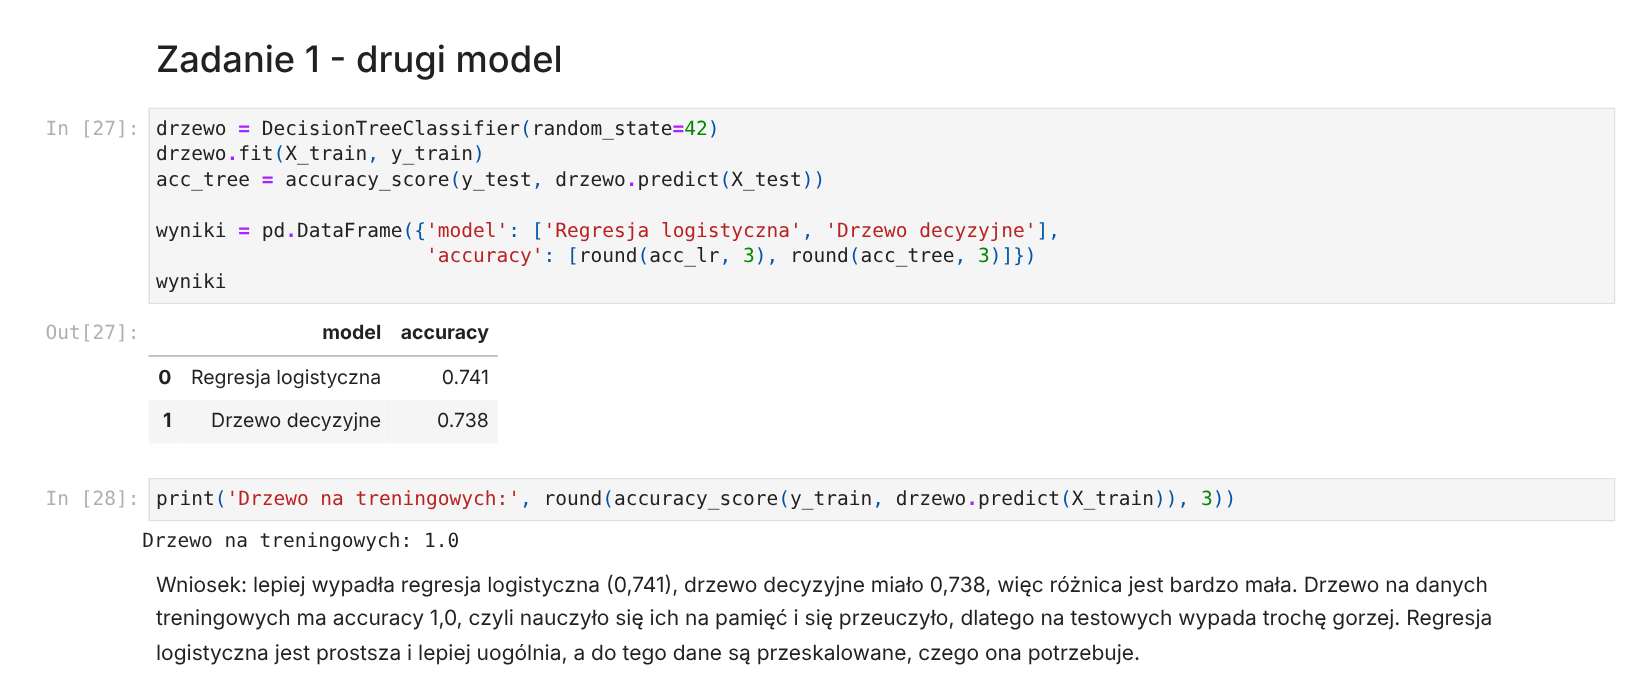 Zadanie 1 - drugi model
In [27]:
drzewo = DecisionTreeClassifier(random_state=42)
drzewo.fit(X_train, y_train)
acc_tree = accuracy_score(y_test, drzewo.predict(X_test))
wyniki = pd.DataFrame({'model': ['Regresja logistyczna', 'Drzewo decyzyjne'],
'accuracy': [round(acc_lr, 3), round(acc_tree, 3)]})
wyniki
Out[27]:
model accuracy
0 Regresja logistyczna 0.741
1 Drzewo decyzyjne 0.738
In [28]:
print('Drzewo na treningowych:', round(accuracy_score(y_train, drzewo.predict(X_train)), 3))
Drzewo na treningowych: 1.0
Wniosek: lepiej wypadła regresja logistyczna (0,741), drzewo decyzyjne miało 0,738, więc różnica jest bardzo mała. Drzewo na danych
treningowych ma accuracy 1,0, czyli nauczyło się ich na pamięć i się przeuczyło, dlatego na testowych wypada trochę gorzej. Regresja
logistyczna jest prostsza i lepiej uogólnia, a do tego dane są przeskalowane, czego ona potrzebuje.